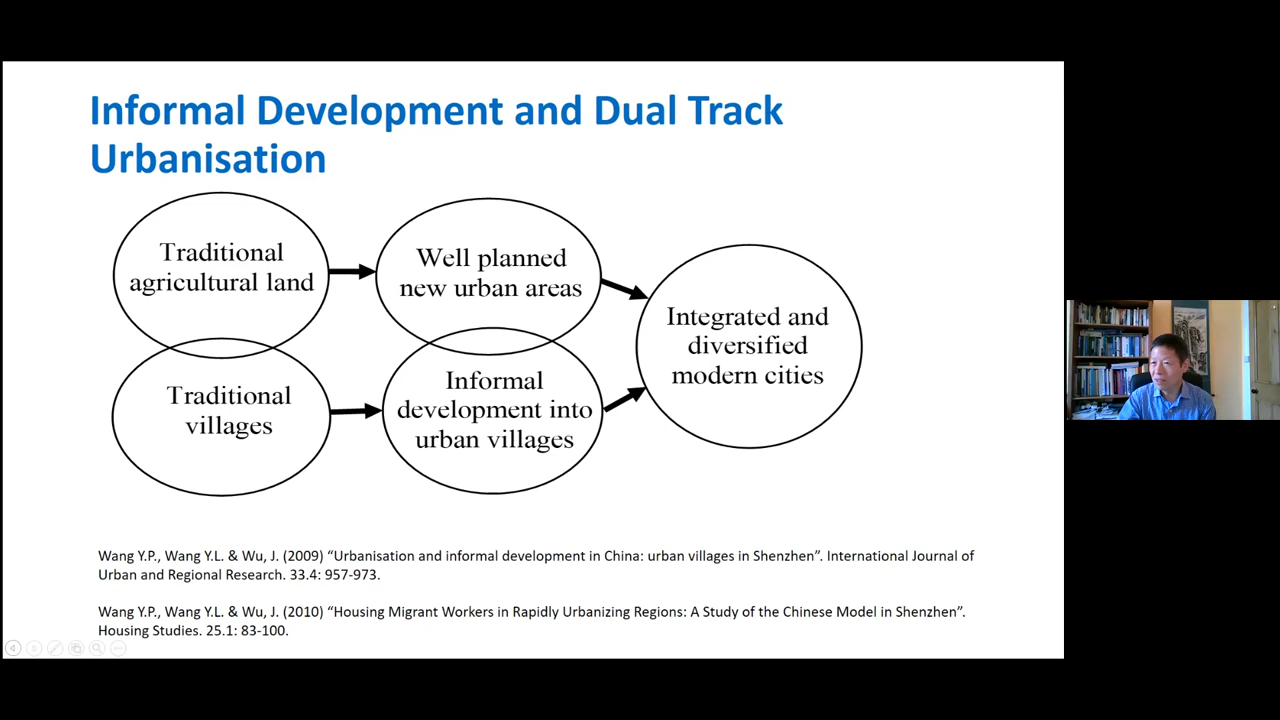 Informal Development and Dual Track
Urbanisation
Traditional
agricultural land
Well planned
new urban areas
Integrated and
diversified
modern cities
Traditional
villages
Informal
development into
urban villages
Wang Y.P., Wang Y.L. & Wu, J. (2009) “Urbanisation and informal development in China: urban villages in Shenzhen”. International Journal of
Urban and Regional Research. 33.4: 957-973.
Wang Y.P., Wang Y.L. & Wu, J. (2010) “Housing Migrant Workers in Rapidly Urbanizing Regions: A Study of the Chinese Model in Shenzhen”.
Housing Studies. 25.1: 83-100.